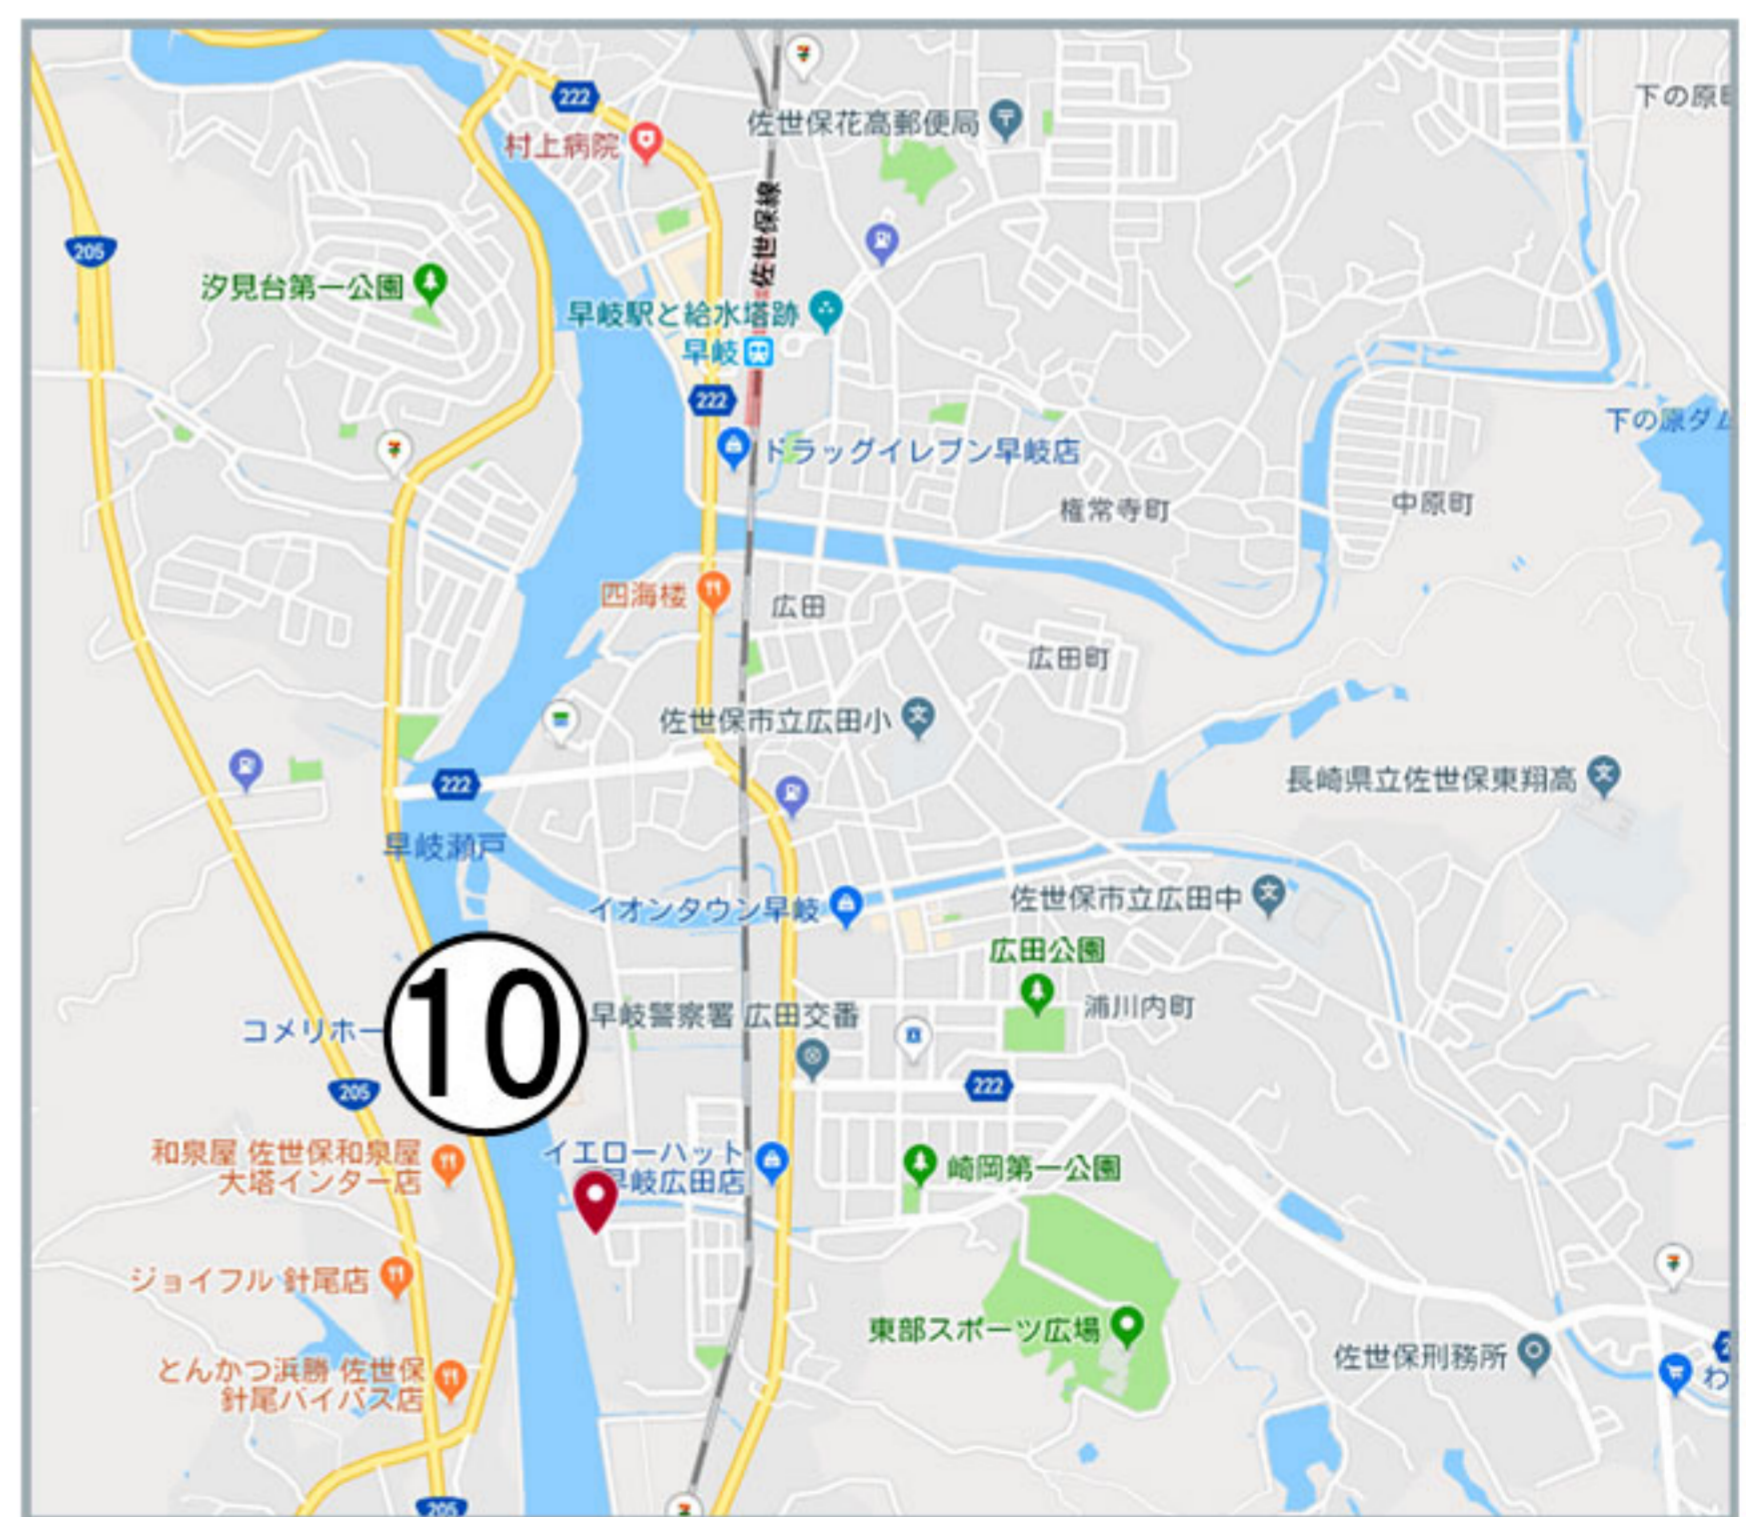 222
下の原
佐世保花高郵便局
村上病院
佐世保線
205
汐見台第一公園
早岐駅と給水塔跡
早岐
222
下の原ダム
ドラッグイレブン早岐店
権常寺町
中原町
四海楼
広田
広田町
佐世保市立広田小
222
長崎県立佐世保東翔高
早岐瀬戸
イオンタウン早岐
佐世保市立広田中
広田公園
浦川内町
10
コメリホー
早岐警察署 広田交番
205
222
和泉屋 佐世保和泉屋
大塔インター店
イエローハット
早岐広田店
崎岡第一公園
ジョイフル 針尾店
東部スポーツ広場
佐世保刑務所
とんかつ浜勝 佐世保
針尾バイパス店
わ
205